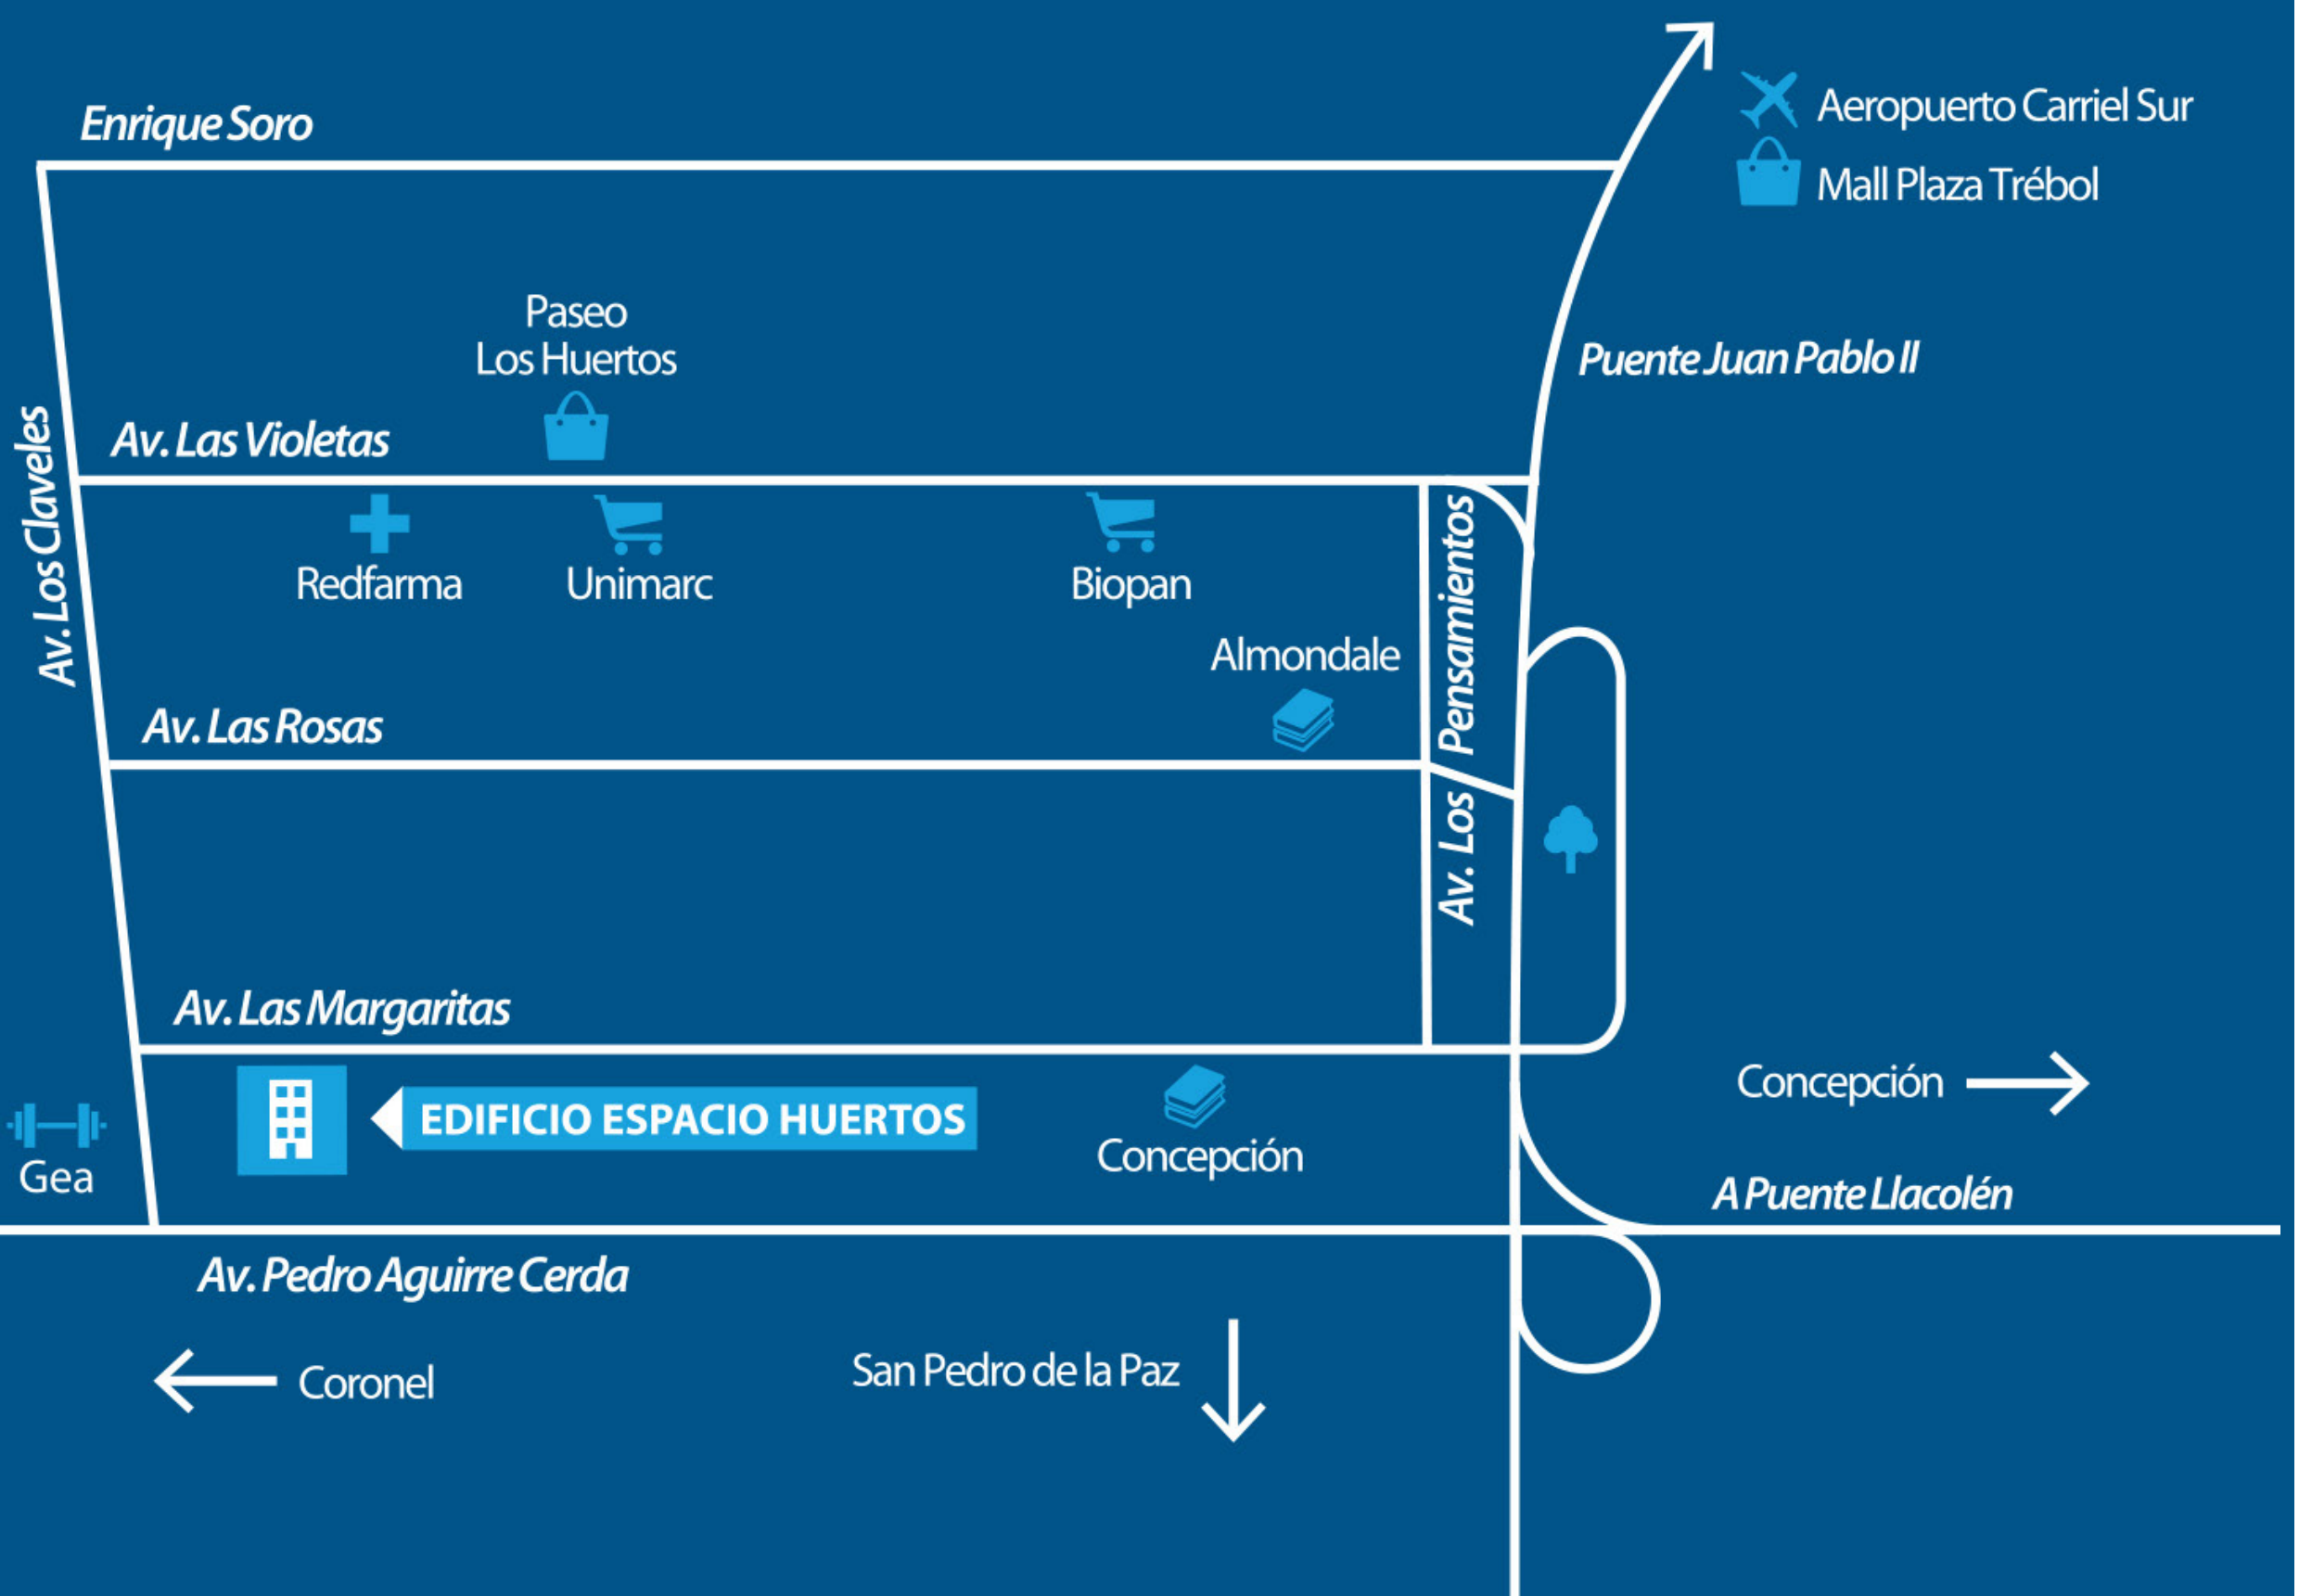 Enrique Soro
Aeropuerto Carriel Sur
Mall Plaza Trébol
Paseo
Los Huertos
Puente Juan Pablo II
Av. Las Violetas
Av. Los Claveles
Redfarma
Unimarc
Biopan
Av. Los Pensamientos
Almondale
Av. Las Rosas
Av. Las Margaritas
EDIFICIO ESPACIO HUERTOS
Concepción
Concepción
Gea
A Puente Llacolén
Av. Pedro Aguirre Cerda
Coronel
San Pedro de la Paz